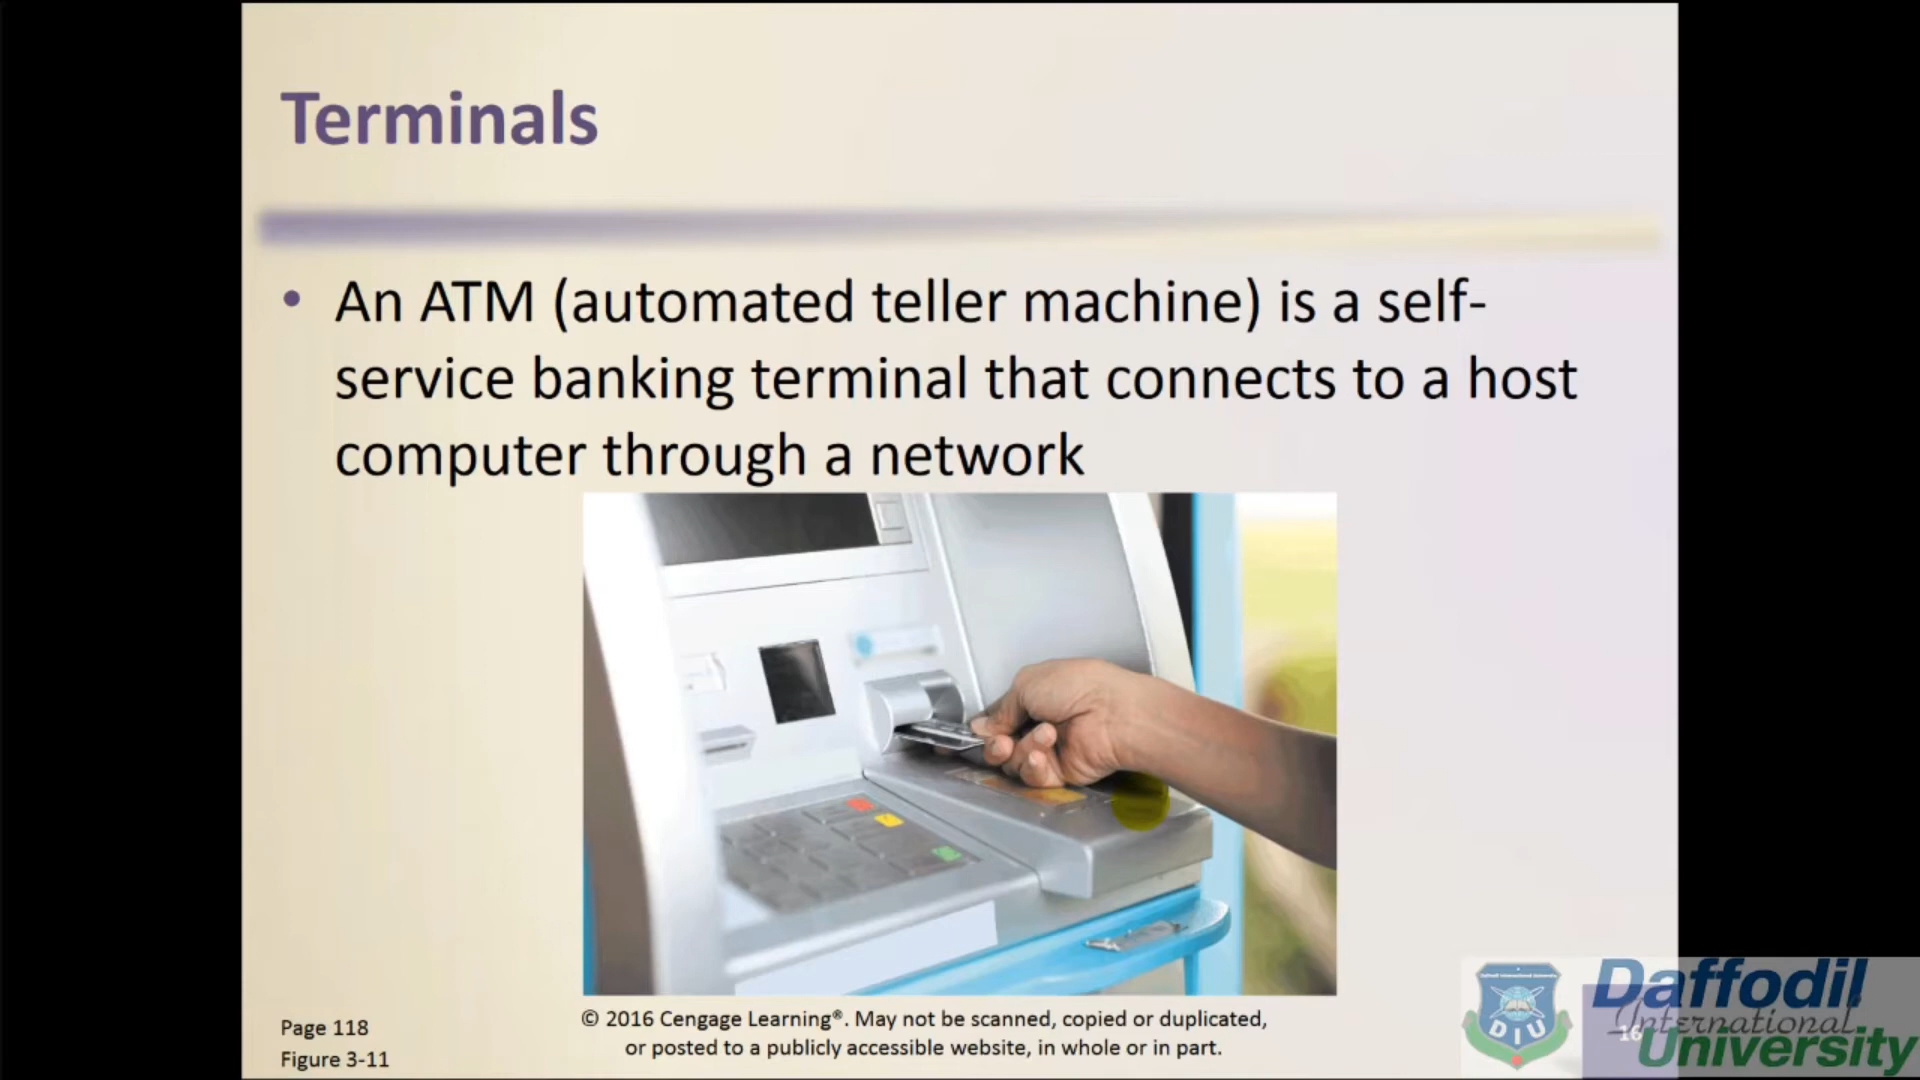 Terminals
• An ATM (automated teller machine) is a self-
service banking terminal that connects to a host
computer through a network
Page 118
Figure 3-11
© 2016 Cengage Learning®. May not be scanned, copied or duplicated,
or posted to a publicly accessible website, in whole or in part.
DIU
Daffodil
International
16
University